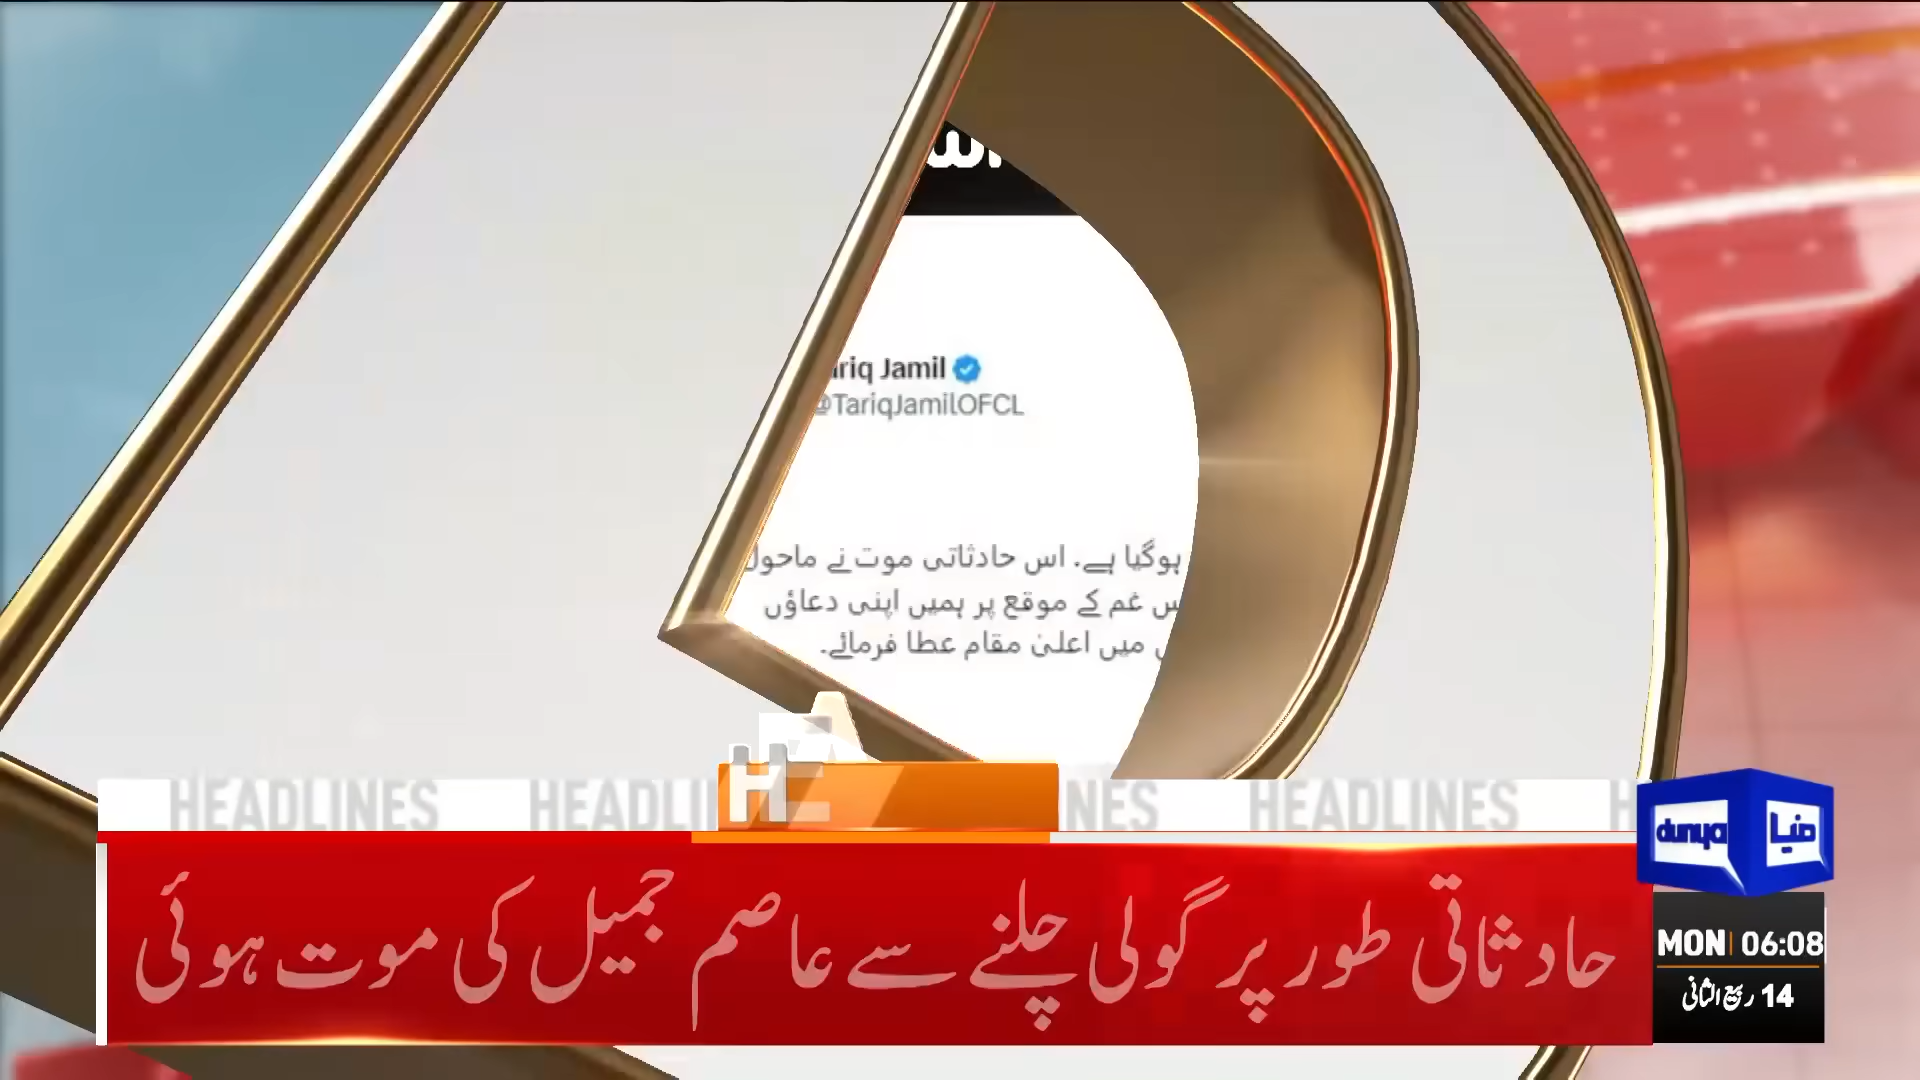 riq Jamil
@TariqJamilOFCL
ہوگیا ہے۔ اس حادثاتی موت نے ماحول
غم کے موقع پر ہمیں اپنی دعاؤں
میں اعلیٰ مقام عطا فرمائے۔
HEADLINES HEADLI NES HEADLINES H
HEA
حادثاتی طور پر گولی چلنے سے عاصم جمیل کی موت ہوئی
dunya دنیا
MON 06:08
14 ربیع الثانی